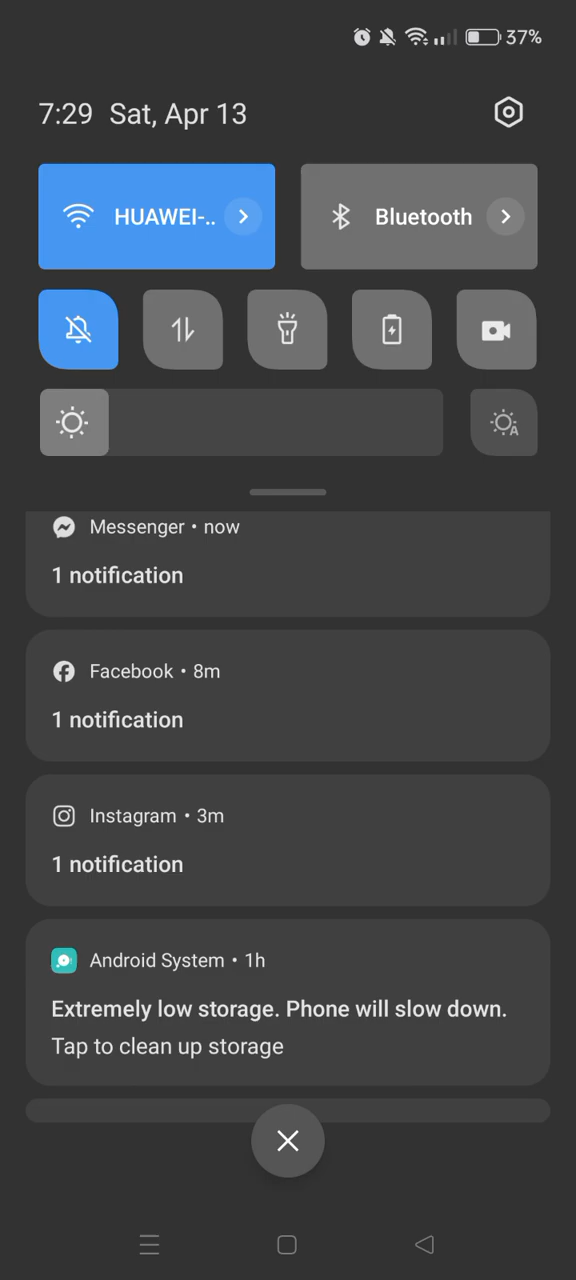 37%
7:29 Sat, Apr 13
HUAWEI-..
Bluetooth
A
Messenger • now
1 notification
Facebook • 8m
1 notification
Instagram • 3m
1 notification
Android System • 1h
Extremely low storage. Phone will slow down.
Tap to clean up storage